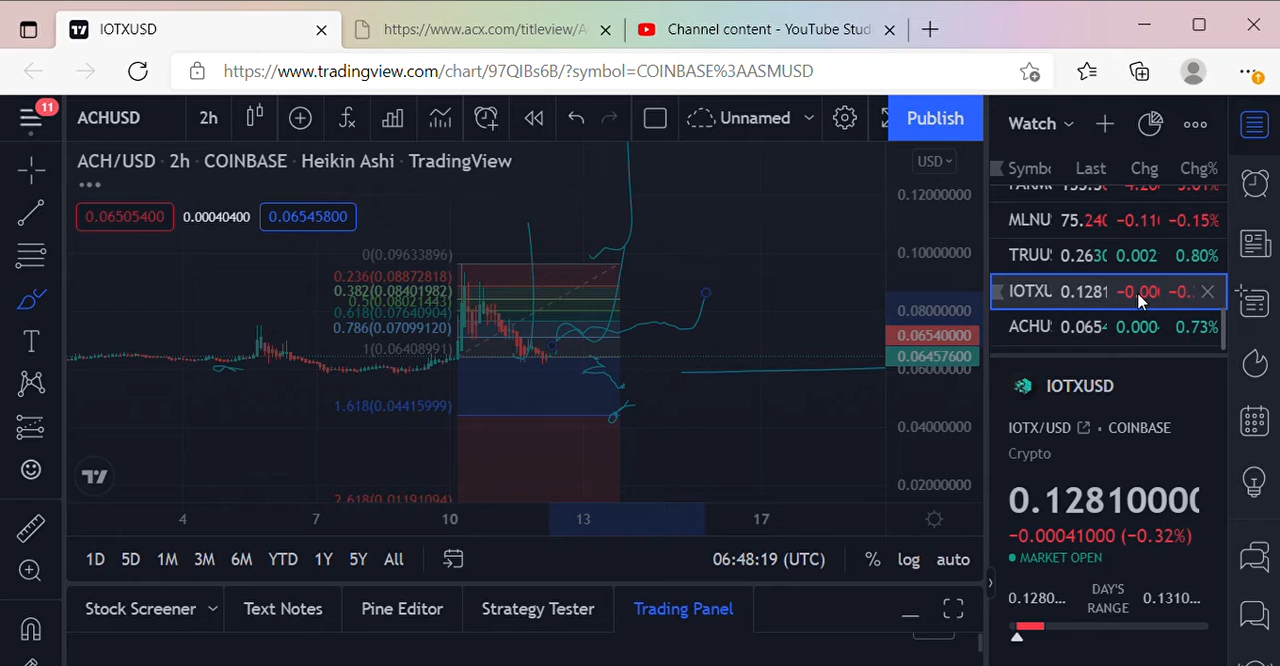 IOTXUSD
https://www.acx.com/titleview/A
Channel content - YouTube Stud
https://www.tradingview.com/chart/97QIBs6B/?symbol=COINBASE%3AASMUSD
11
ACHUSD 2h Unnamed Publish
Watch
ACH/USD · 2h · COINBASE · Heikin Ashi · TradingView
USD
Symbo Last Chg Chg%
0.06505400 0.00040400 0.06545800
MLNU 75.240 −0.110 −0.15%
TRUU 0.2630 0.002 0.80%
IOTXU 0.1281 −0.00 −0.
ACHU 0.0654 0.000 0.73%
0.12000000
0.10000000
0.08000000
0.06540000
0.06457600
0.06000000
0.04000000
0.02000000
0(0.09633896)
0.236(0.08872818)
0.382(0.08401982)
0.5(0.08021443)
0.618(0.07640904)
0.786(0.07099120)
1(0.06408991)
1.618(0.04415999)
2.618(0.01191094)
4 7 10 13 17
1D 5D 1M 3M 6M YTD 1Y 5Y All 06:48:19 (UTC) % log auto
Stock Screener Text Notes Pine Editor Strategy Tester Trading Panel
IOTXUSD
IOTX/USD · COINBASE
Crypto
0.1281000
−0.00041000 (−0.32%)
MARKET OPEN
0.1280... DAY'S RANGE 0.1310...